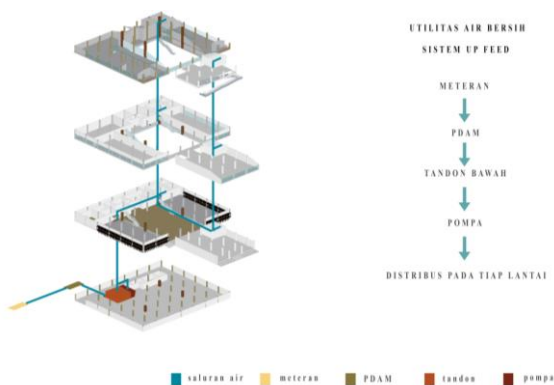 UTILITAS AIR BERSIH
SISTEM UP FEED
METERAN
PDAM
TANDON BAWAH
POMPA
DISTRIBUS PADA TIAP LANTAI
saluran air meteran PDAM tandon pompa